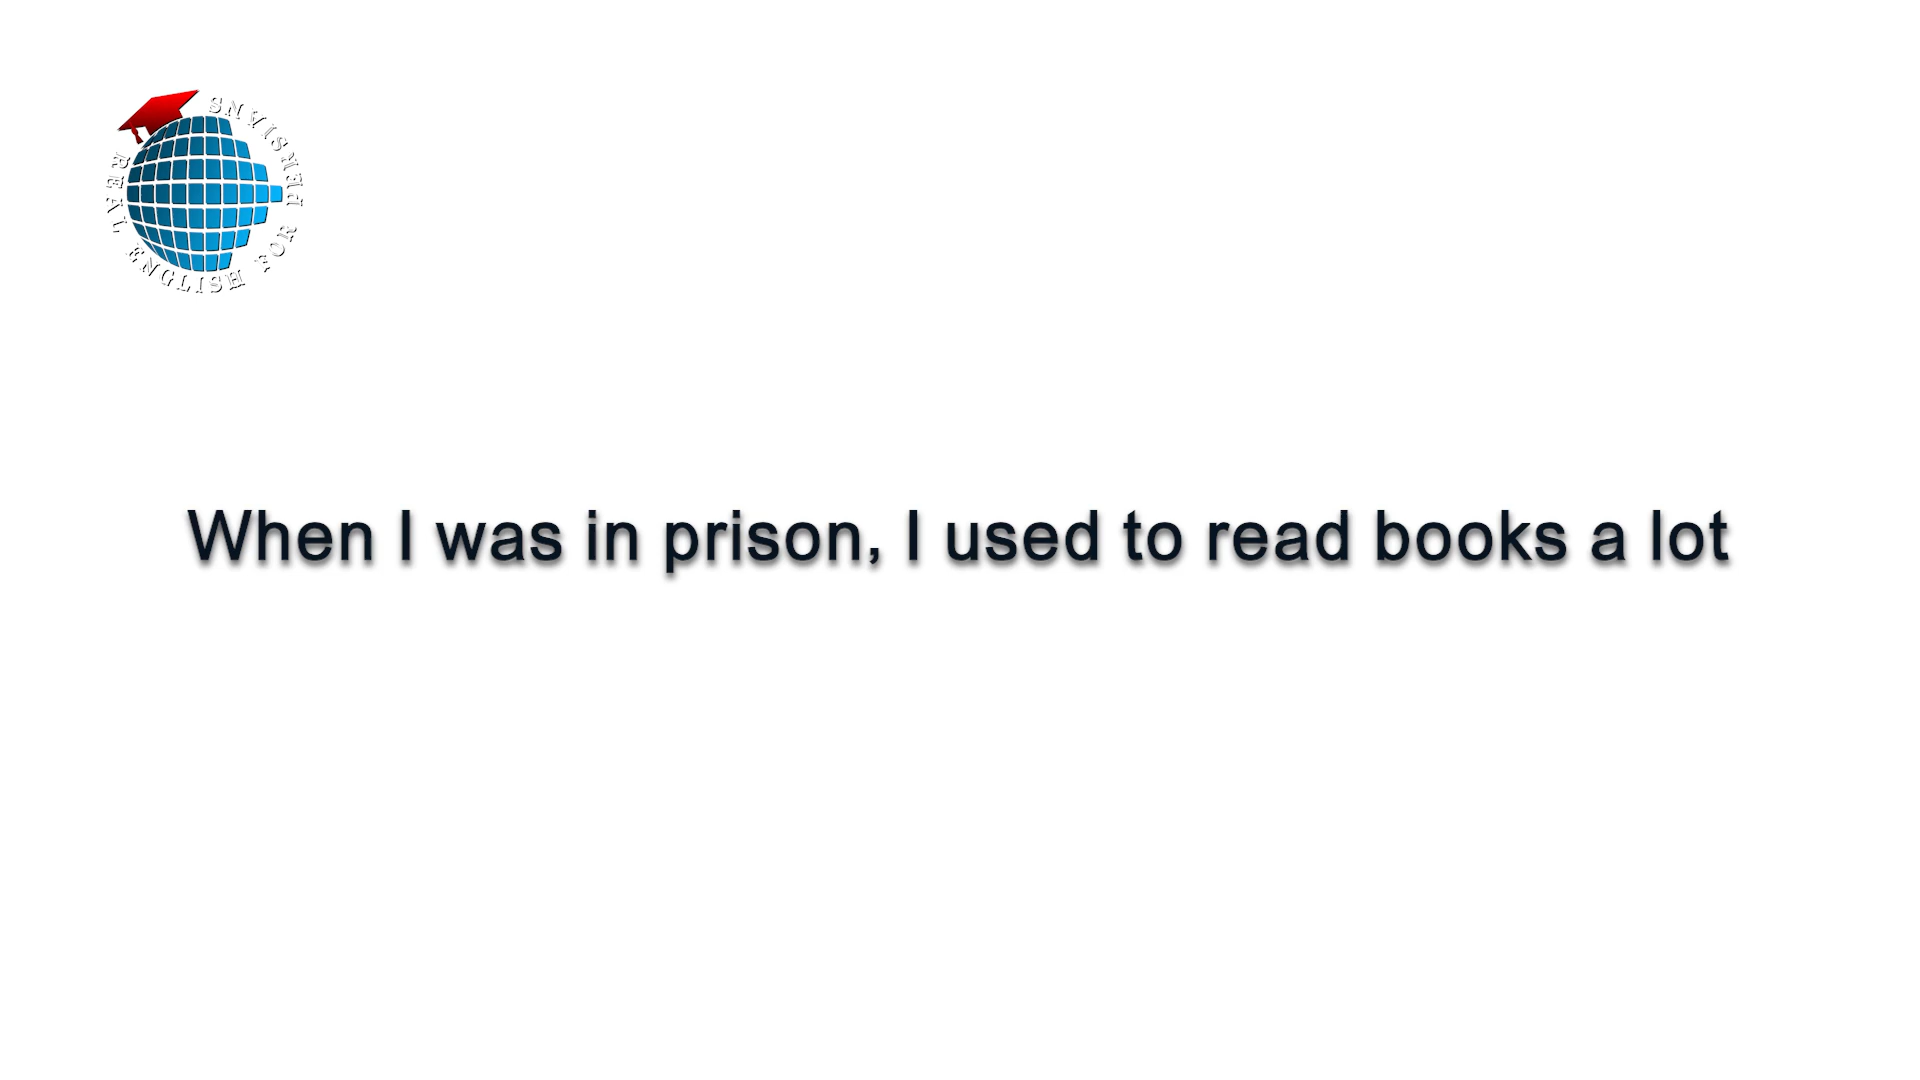 REAL ENGLISH FOR PERSIANS
When I was in prison, I used to read books a lot